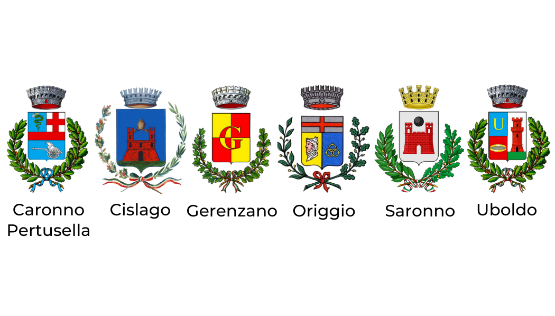 Caronno
Pertusella
Cislago
Gerenzano
Origgio
Saronno
Uboldo
G
U